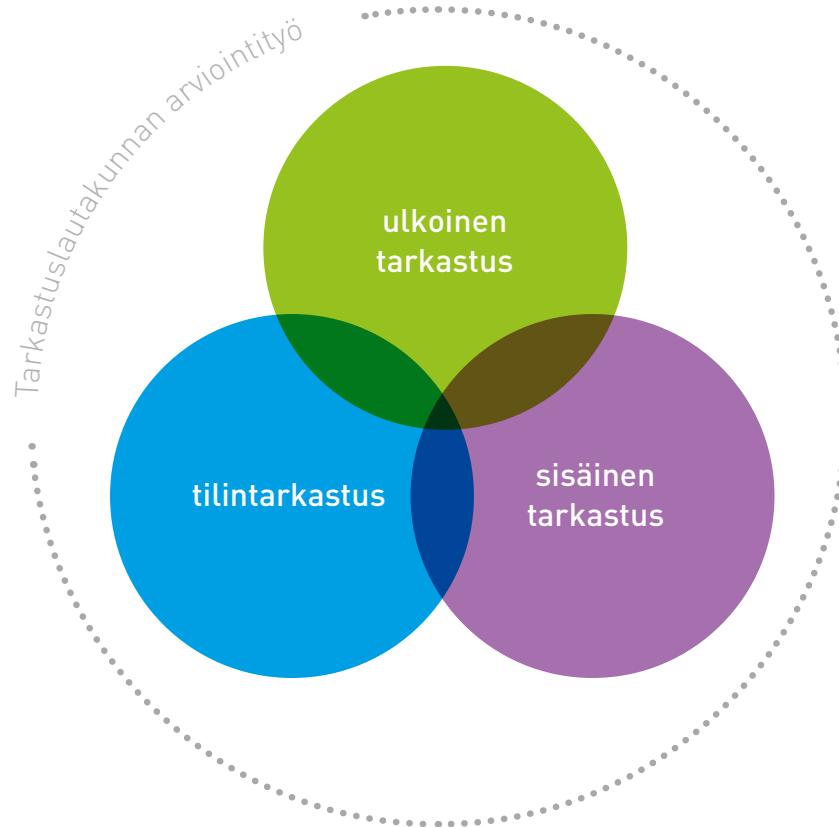 Tarkastuslautakunnan arviointityö
ulkoinen
tarkastus
tilintarkastus
sisäinen
tarkastus